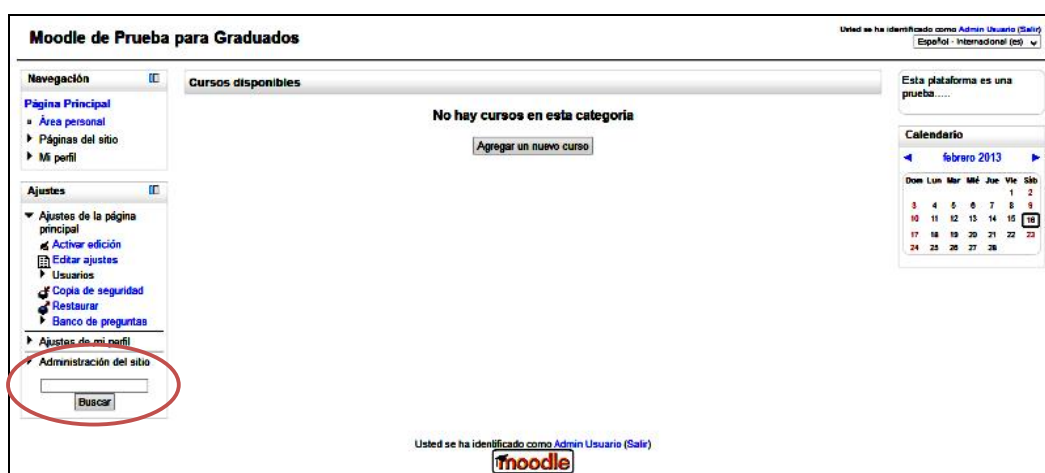 Moodle de Prueba para Graduados
Usted se ha identificado como Admin Usuario (Salir)
Español - Internacional (es)
Navegación
Página Principal
Área personal
Páginas del sitio
Mi perfil
Ajustes
Ajustes de la página
principal
Activar edición
Editar ajustes
Usuarios
Copia de seguridad
Restaurar
Banco de preguntas
Ajustes de mi perfil
Administración del sitio
Buscar
Cursos disponibles
No hay cursos en esta categoría
Agregar un nuevo curso
Esta plataforma es una
prueba.....
Calendario
febrero 2013
Dom Lun Mar Mié Jue Vie Sáb
1 2
3 4 5 6 7 8 9
10 11 12 13 14 15 16
17 18 19 20 21 22 23
24 25 26 27 28
Usted se ha identificado como Admin Usuario (Salir)
moodle